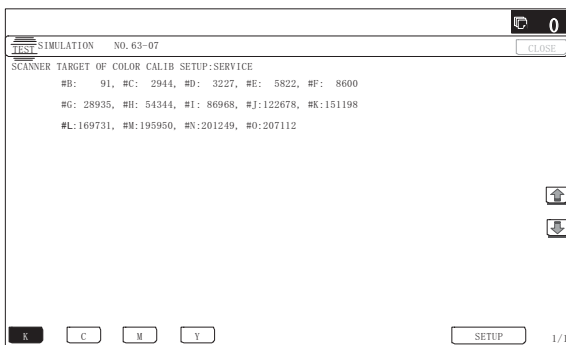 0
TEST SIMULATION NO.63-07
CLOSE
SCANNER TARGET OF COLOR CALIB SETUP:SERVICE
#B: 91, #C: 2944, #D: 3227, #E: 5822, #F: 8600
#G: 28935, #H: 54344, #I: 86968, #J:122678, #K:151198
#L:169731, #M:195950, #N:201249, #O:207112
K C M Y SETUP 1/1